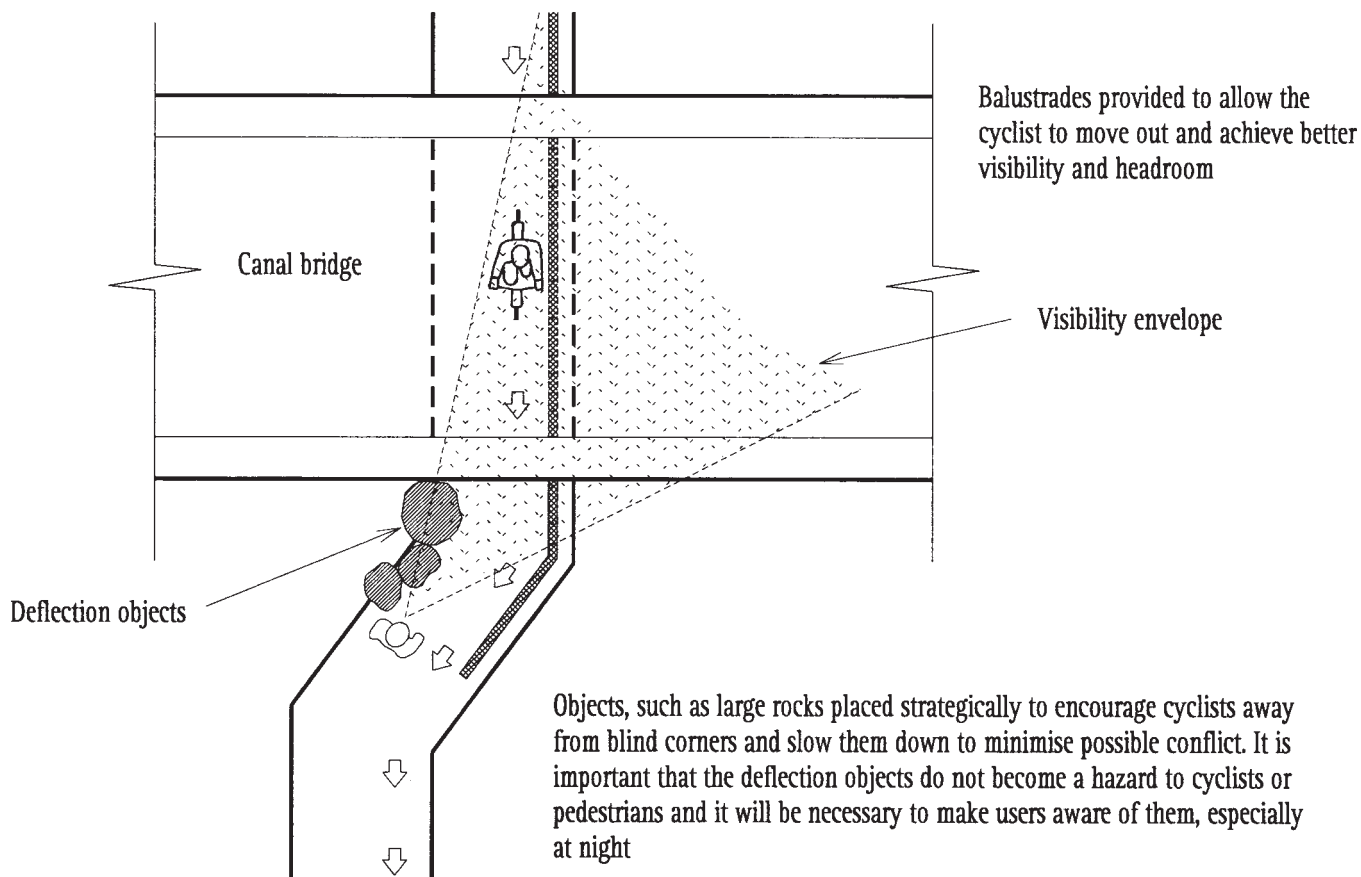 Balustrades provided to allow the
cyclist to move out and achieve better
visibility and headroom
Canal bridge
Visibility envelope
Deflection objects
Objects, such as large rocks placed strategically to encourage cyclists away
from blind corners and slow them down to minimise possible conflict. It is
important that the deflection objects do not become a hazard to cyclists or
pedestrians and it will be necessary to make users aware of them, especially
at night